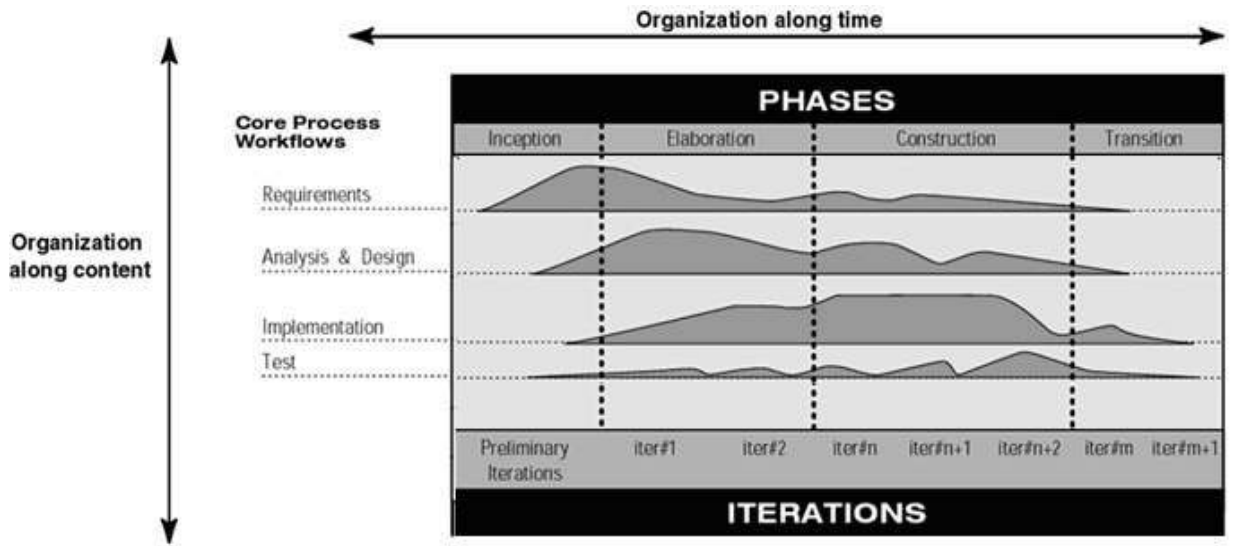 Organization along time
PHASES
Core Process
Workflows
Inception
Elaboration
Construction
Transition
Requirements
Organization
along content
Analysis & Design
Implementation
Test
Preliminary
Iterations
iter#1
iter#2
iter#n
iter#n+1
iter#n+2
iter#m
iter#m+1
ITERATIONS